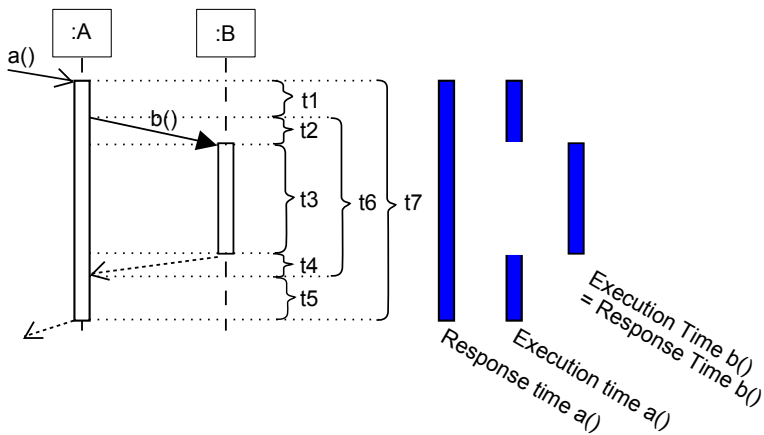 :A
:B
a()
b()
t1
t2
t3
t4
t5
t6
t7
Response time a()
Execution time a()
Execution Time b()
= Response Time b()